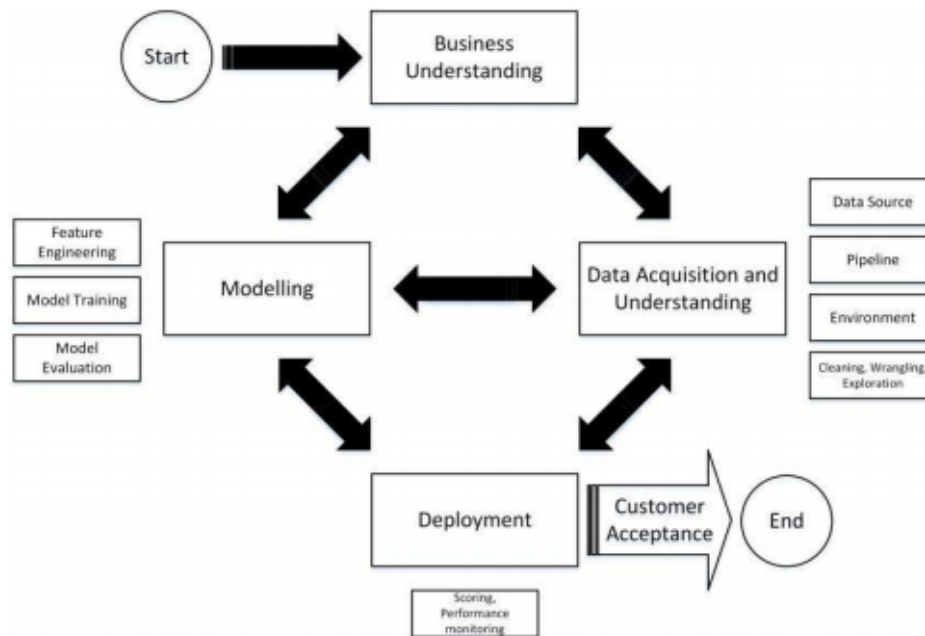 Start
Business
Understanding
Feature
Engineering
Model Training
Model
Evaluation
Modelling
Data Acquisition and
Understanding
Data Source
Pipeline
Environment
Cleaning, Wrangling,
Exploration
Deployment
Customer
Acceptance
End
Scoring,
Performance
monitoring